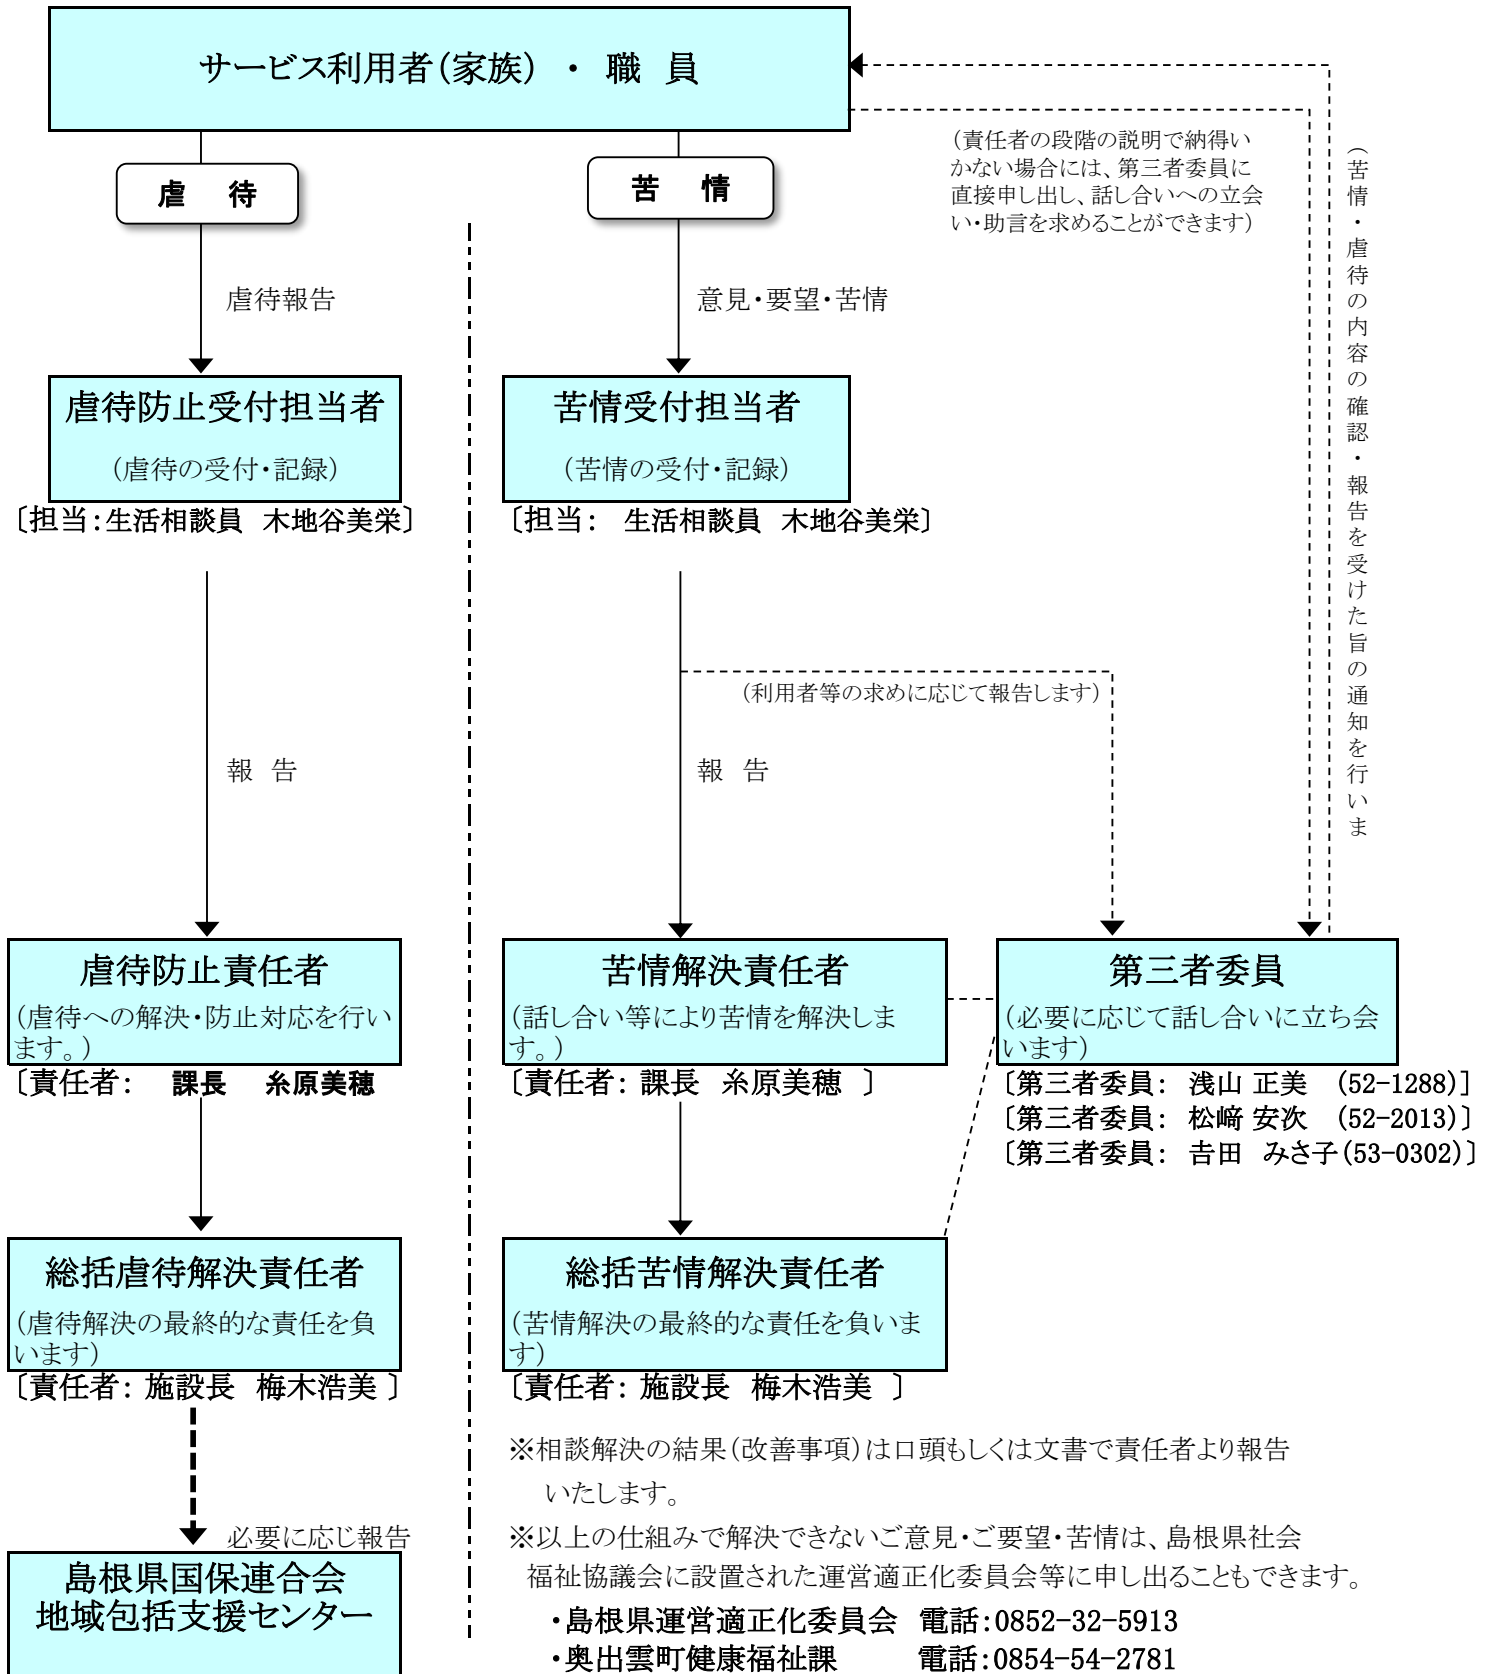 サービス利用者(家族) ・ 職 員
(責任者の段階の説明で納得い
かない場合には、第三者委員に
直接申し出し、話し合いへの立会
い・助言を求めることができます)
(苦情・虐待の内容の確認・報告を受けた旨の通知を行いま
虐 待
苦 情
虐待報告
意見・要望・苦情
虐待防止受付担当者
(虐待の受付・記録)
〔担当:生活相談員 木地谷美栄〕
苦情受付担当者
(苦情の受付・記録)
〔担当: 生活相談員 木地谷美栄〕
(利用者等の求めに応じて報告します)
報 告
報 告
虐待防止責任者
(虐待への解決・防止対応を行い
ます。)
〔責任者: 課長 糸原美穂
苦情解決責任者
(話し合い等により苦情を解決しま
す。)
〔責任者: 課長 糸原美穂 〕
第三者委員
(必要に応じて話し合いに立ち会
います)
〔第三者委員: 浅山 正美 (52-1288)]
〔第三者委員: 松﨑 安次 (52-2013)〕
〔第三者委員: 吉田 みさ子(53-0302)〕
総括虐待解決責任者
(虐待解決の最終的な責任を負
います)
〔責任者: 施設長 梅木浩美 〕
総括苦情解決責任者
(苦情解決の最終的な責任を負いま
す)
〔責任者: 施設長 梅木浩美 〕
必要に応じ報告
島根県国保連合会
地域包括支援センター
※相談解決の結果(改善事項)は口頭もしくは文書で責任者より報告
いたします。
※以上の仕組みで解決できないご意見・ご要望・苦情は、島根県社会
福祉協議会に設置された運営適正化委員会等に申し出ることもできます。
・島根県運営適正化委員会 電話:0852-32-5913
・奥出雲町健康福祉課 電話:0854-54-2781